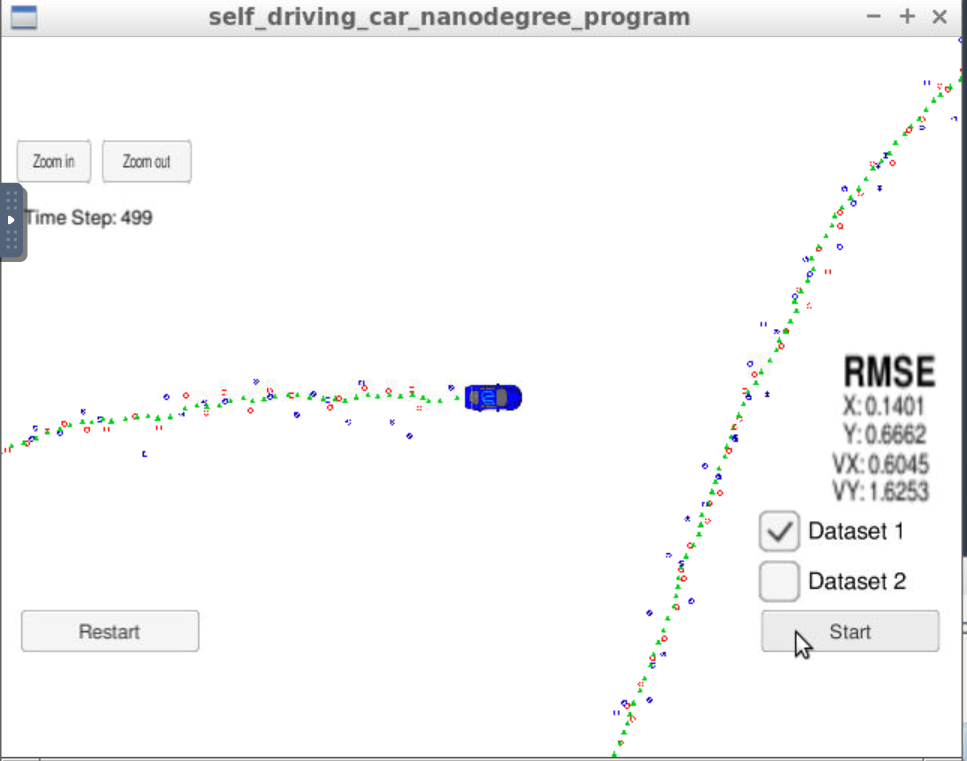 self_driving_car_nanodegree_program
Zoom in
Zoom out
Time Step: 499
RMSE
X: 0.1401
Y: 0.6662
VX: 0.6045
VY: 1.6253
Dataset 1
Dataset 2
Restart
Start